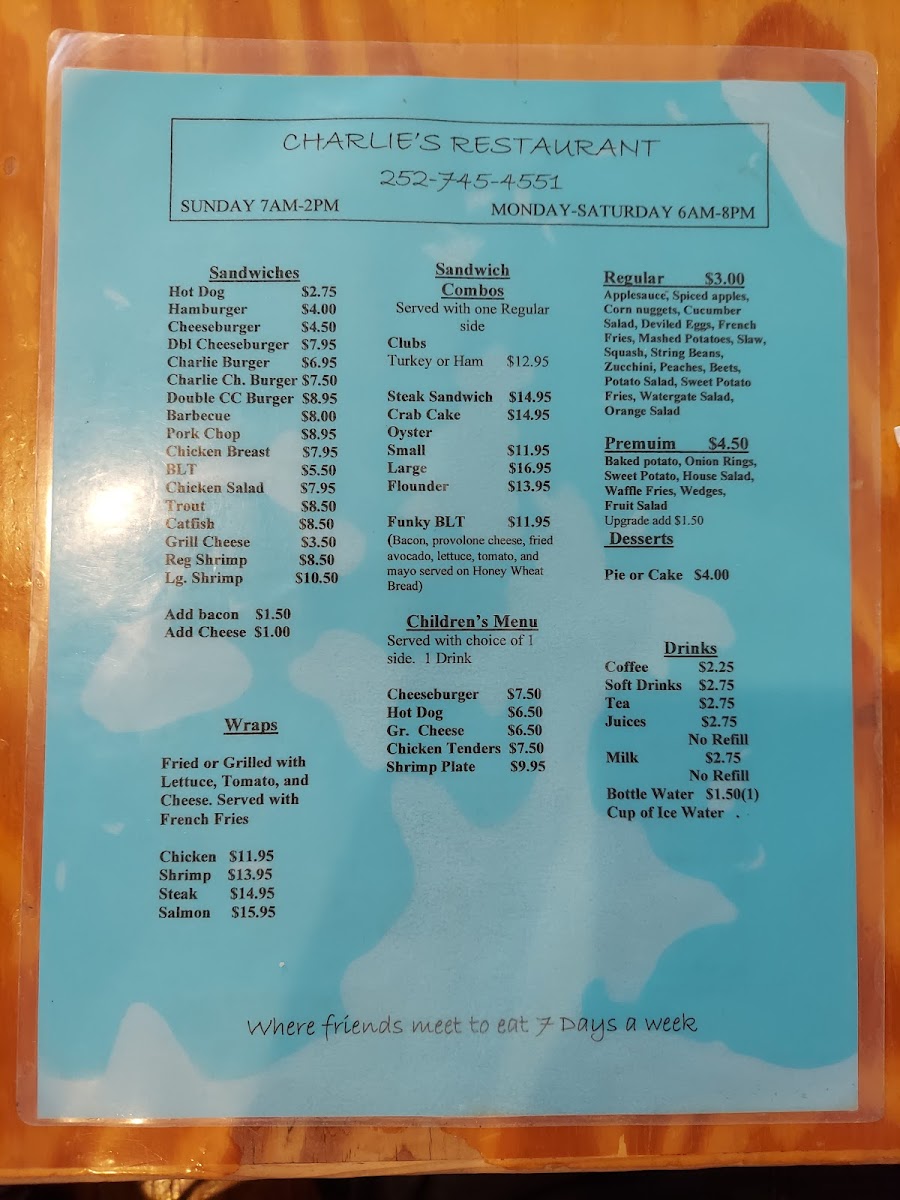 CHARLIE'S RESTAURANT
252-745-4551
SUNDAY 7AM-2PM MONDAY-SATURDAY 6AM-8PM
Sandwiches
Hot Dog $2.75
Hamburger $4.00
Cheeseburger $4.50
Dbl Cheeseburger $7.95
Charlie Burger $6.95
Charlie Ch. Burger $7.50
Double CC Burger $8.95
Barbecue $8.00
Pork Chop $8.95
Chicken Breast $7.95
BLT $5.50
Chicken Salad $7.95
Trout $8.50
Catfish $8.50
Grill Cheese $3.50
Reg Shrimp $8.50
Lg. Shrimp $10.50
Add bacon $1.50
Add Cheese $1.00
Wraps
Fried or Grilled with
Lettuce, Tomato, and
Cheese. Served with
French Fries
Chicken $11.95
Shrimp $13.95
Steak $14.95
Salmon $15.95
Sandwich
Combos
Served with one Regular
side
Clubs
Turkey or Ham $12.95
Steak Sandwich $14.95
Crab Cake $14.95
Oyster
Small $11.95
Large $16.95
Flounder $13.95
Funky BLT $11.95
(Bacon, provolone cheese, fried
avocado, lettuce, tomato, and
mayo served on Honey Wheat
Bread)
Children's Menu
Served with choice of 1
side. 1 Drink
Cheeseburger $7.50
Hot Dog $6.50
Gr. Cheese $6.50
Chicken Tenders $7.50
Shrimp Plate $9.95
Regular $3.00
Applesauce, Spiced apples,
Corn nuggets, Cucumber
Salad, Deviled Eggs, French
Fries, Mashed Potatoes, Slaw,
Squash, String Beans,
Zucchini, Peaches, Beets,
Potato Salad, Sweet Potato
Fries, Watergate Salad,
Orange Salad
Premuim $4.50
Baked potato, Onion Rings,
Sweet Potato, House Salad,
Waffle Fries, Wedges,
Fruit Salad
Upgrade add $1.50
Desserts
Pie or Cake $4.00
Drinks
Coffee $2.25
Soft Drinks $2.75
Tea $2.75
Juices $2.75
No Refill
Milk $2.75
No Refill
Bottle Water $1.50(1)
Cup of Ice Water .
Where friends meet to eat 7 Days a week